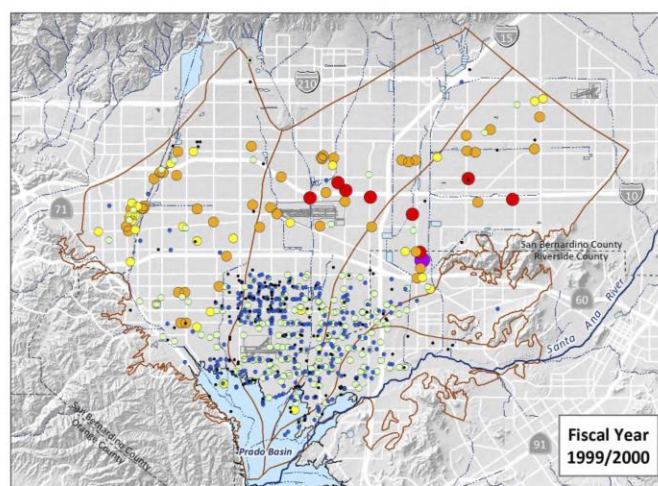 15
210
71
10
San Bernardino County
Riverside County
60
Santa Ana River
San Bernardino County
Orange County
Prado Basin
91
Fiscal Year
1999/2000